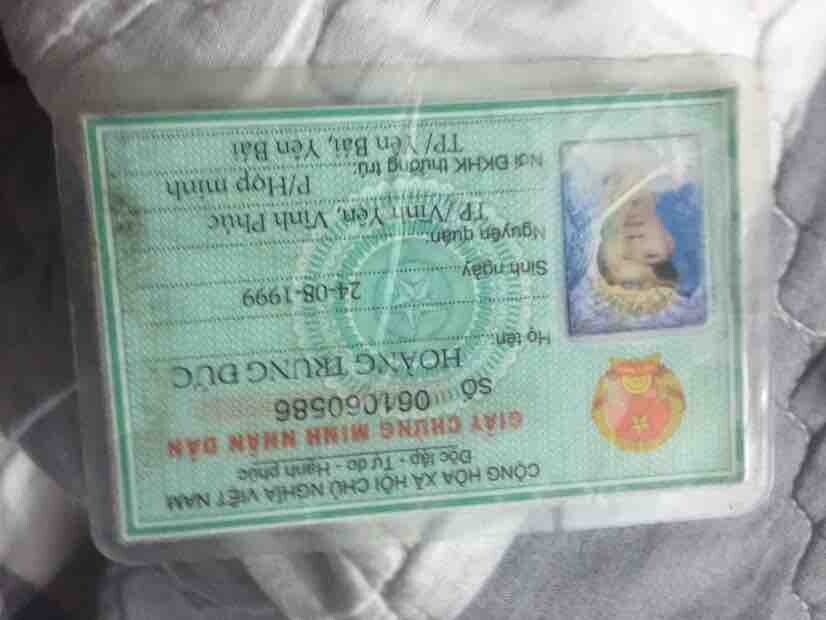 CỘNG HÒA XÃ HỘI CHỦ NGHĨA VIỆT NAM
Độc lập - Tự do - Hạnh phúc
GIẤY CHỨNG MINH NHÂN DÂN
SỐ 061060586
Họ tên: HOÀNG TRUNG ĐỨC
Sinh ngày 24-08-1999
Nguyên quán: TP/Vĩnh Yên, Vĩnh Phúc
Nơi ĐKHK thường trú: P/Hợp minh
TP/Yên Bái, Yên Bái